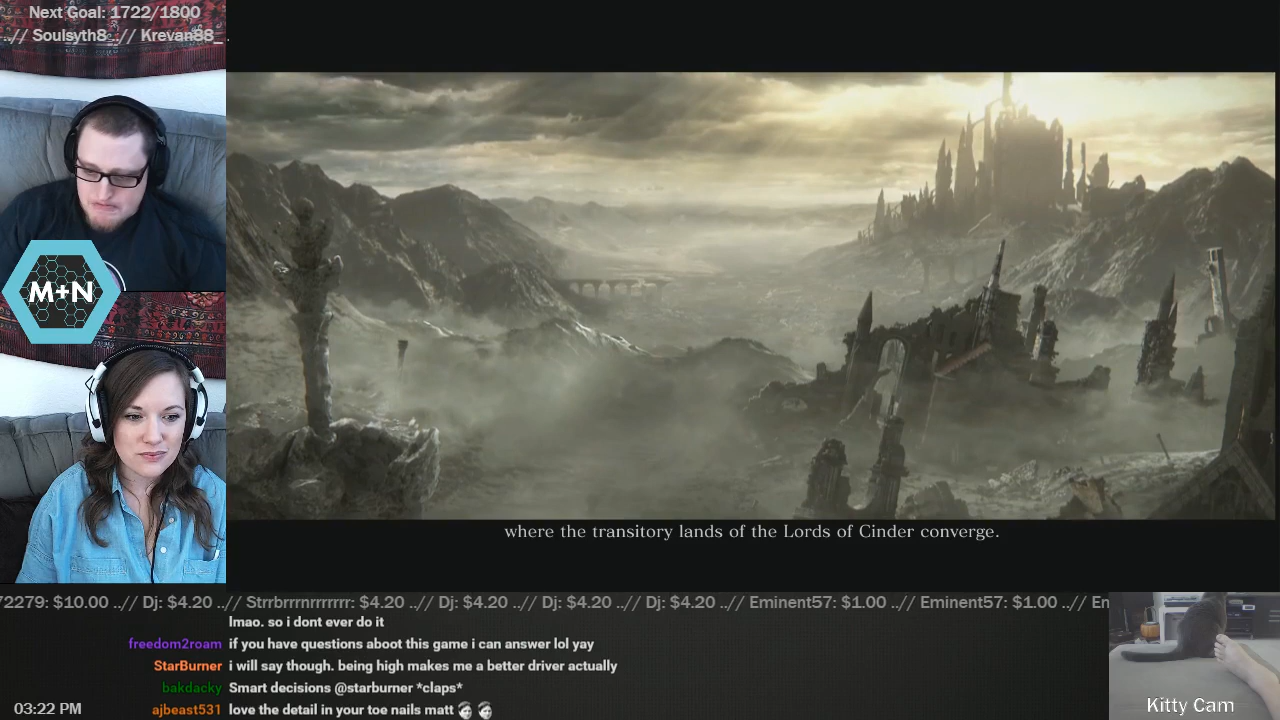 Next Goal: 1722/1800
..// Soulsyth8_ ..// Krevan88_ .
M+N
where the transitory lands of the Lords of Cinder converge.
72279: $10.00 ..// Dj: $4.20 ..// Strrbrrrnrrrrrr: $4.20 ..// Dj: $4.20 ..// Dj: $4.20 ..// Dj: $4.20 ..// Eminent57: $1.00 ..// Eminent57: $1.00 ..// En
lmao. so i dont ever do it
freedom2roam if you have questions aboot this game i can answer lol yay
StarBurner i will say though. being high makes me a better driver actually
bakdacky Smart decisions @starburner *claps*
ajbeast531 love the detail in your toe nails matt
03:22 PM
Kitty Cam